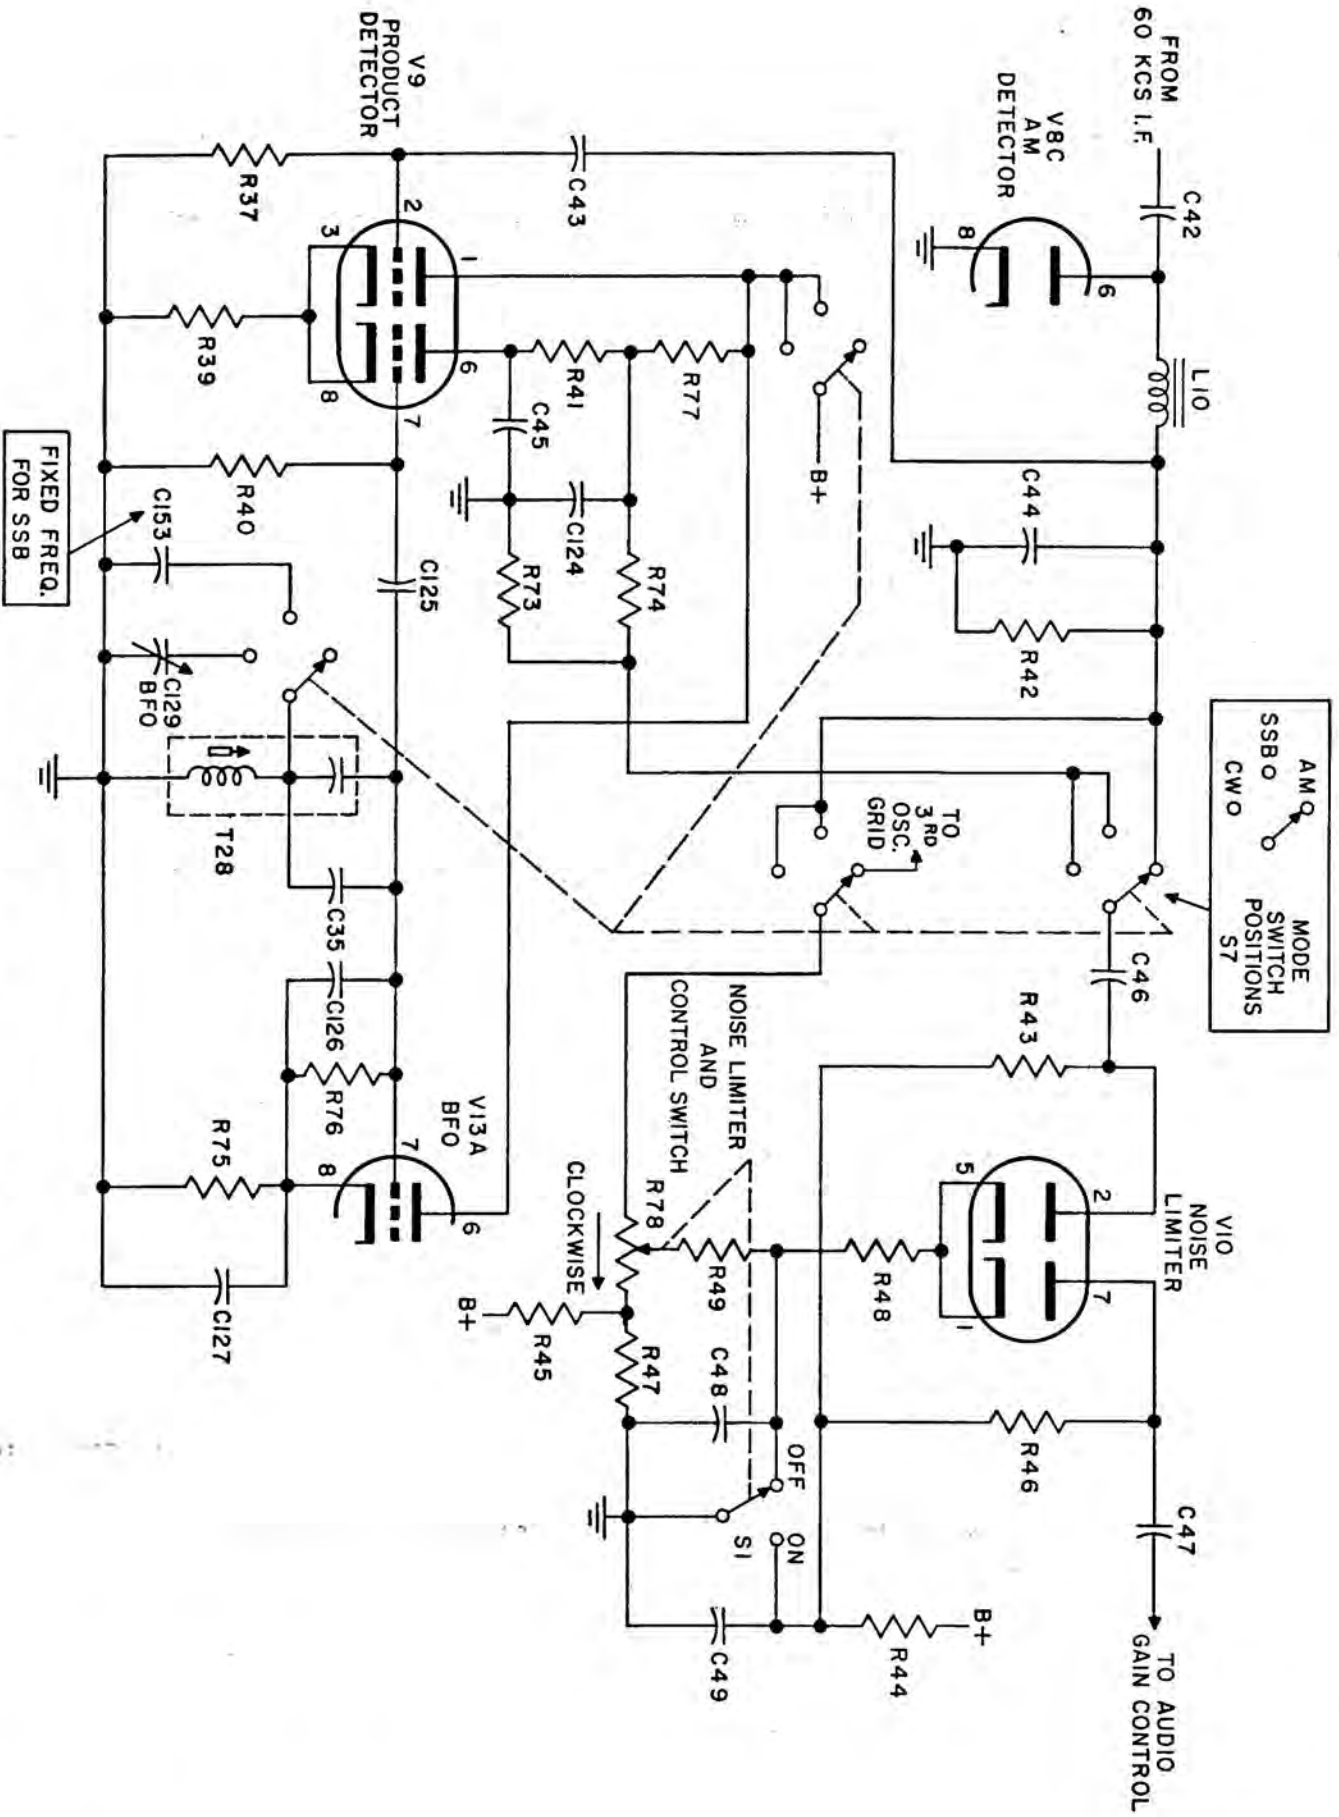 FROM
60 KCS I.F.
C42
V8C
AM
DETECTOR
8
6
L10
C44
R42
AM
SSB
CW
MODE
SWITCH
POSITIONS
S7
C46
R43
V10
NOISE
LIMITER
5
2
7
1
R48
R46
C47
TO AUDIO
GAIN CONTROL
B+
R44
TO
3RD
OSC.
GRID
NOISE LIMITER
AND
CONTROL SWITCH
R78
CLOCKWISE
R49
C48
R47
R45
B+
OFF
ON
S1
C49
V9
PRODUCT
DETECTOR
C43
R37
2
3
1
6
8
7
R39
R41
R77
C45
C124
R73
R74
B+
R40
C125
C153
FIXED FREQ.
FOR SSB
C129
BFO
T28
C35
C126
R76
V13A
BFO
7
8
6
R75
C127